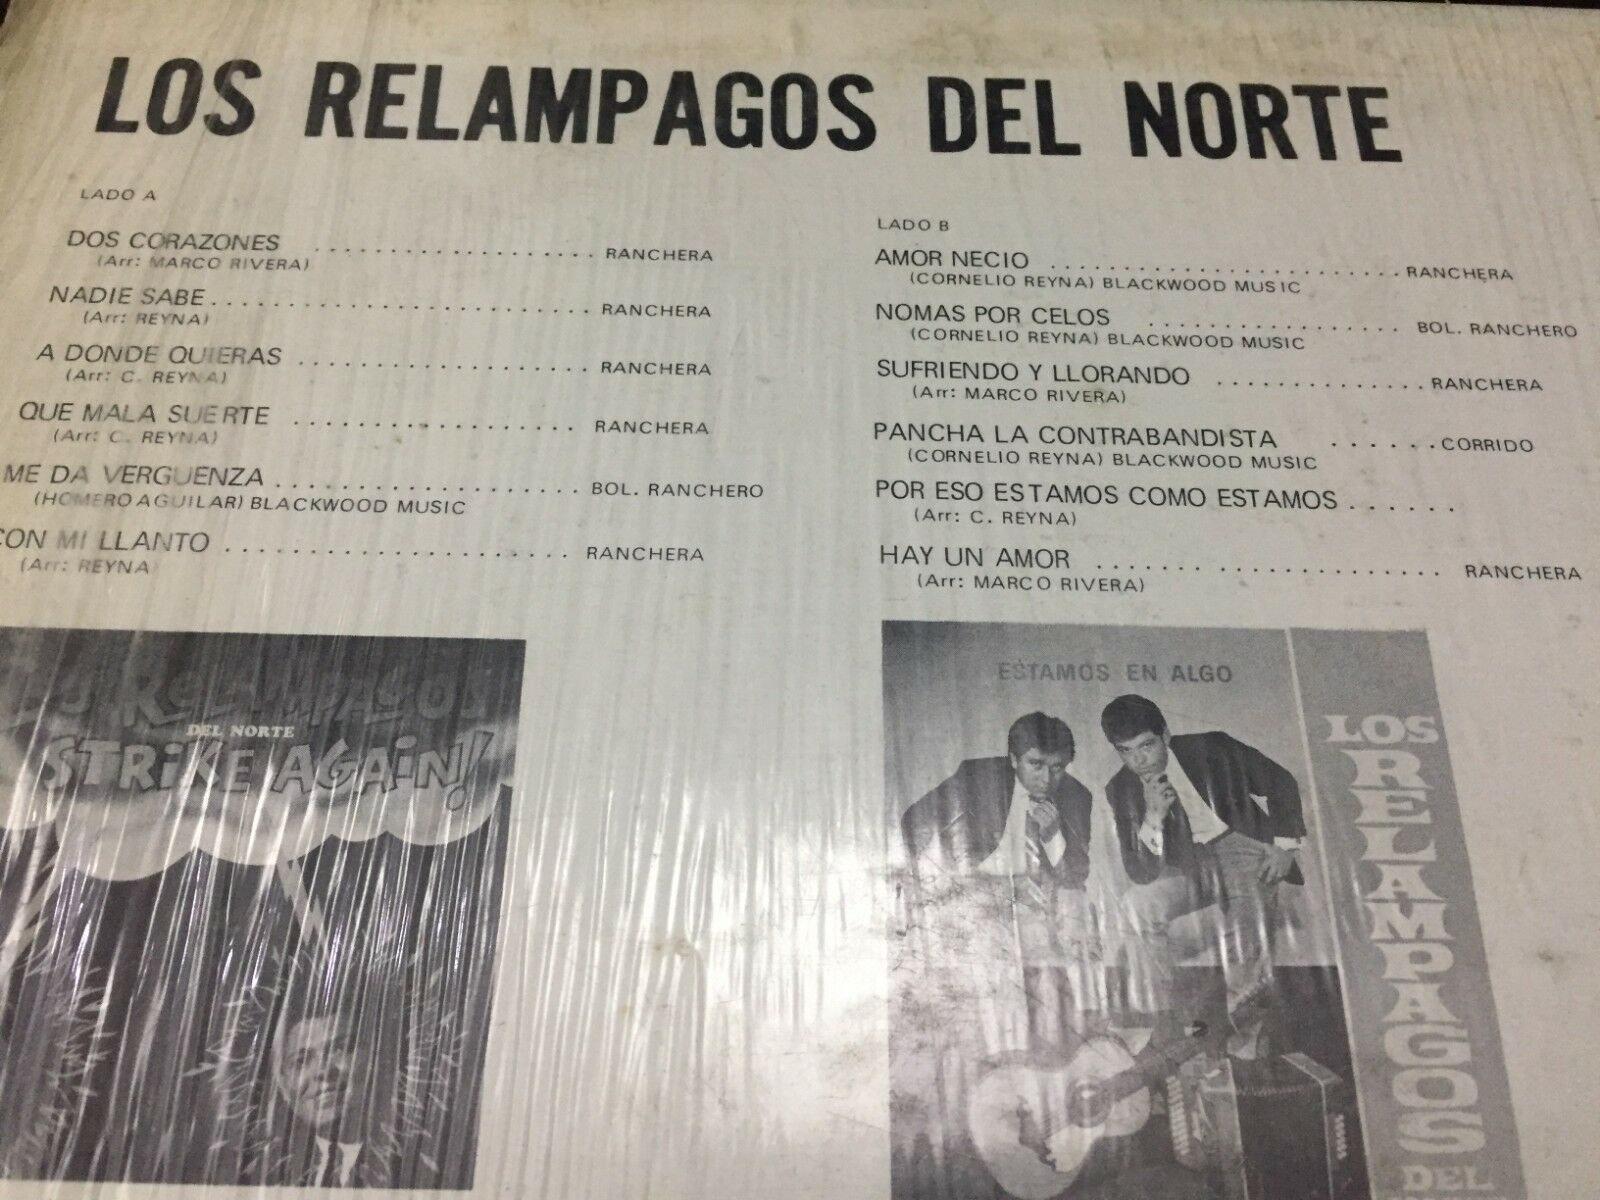 LOS RELAMPAGOS DEL NORTE
LADO A
DOS CORAZONES .................. RANCHERA
(Arr: MARCO RIVERA)
NADIE SABE.......................... RANCHERA
(Arr: REYNA)
A DONDE QUIERAS .................... RANCHERA
(Arr: C. REYNA)
QUE MALA SUERTE .................. RANCHERA
(Arr: C. REYNA)
ME DA VERGUENZA ..................... BOL. RANCHERO
(HOMERO AGUILAR) BLACKWOOD MUSIC
CON MI LLANTO ........................ RANCHERA
(Arr: REYNA)
LADO B
AMOR NECIO ........................ RANCHERA
(CORNELIO REYNA) BLACKWOOD MUSIC
NOMAS POR CELOS ................. BOL. RANCHERO
(CORNELIO REYNA) BLACKWOOD MUSIC
SUFRIENDO Y LLORANDO .............. RANCHERA
(Arr: MARCO RIVERA)
PANCHA LA CONTRABANDISTA ...... CORRIDO
(CORNELIO REYNA) BLACKWOOD MUSIC
POR ESO ESTAMOS COMO ESTAMOS ......
(Arr: C. REYNA)
HAY UN AMOR ........................ RANCHERA
(Arr: MARCO RIVERA)
RELAMPAGOS
DEL NORTE
STRIKE AGAIN!
ESTAMOS EN ALGO
LOS
RELAMPAGOS
DEL